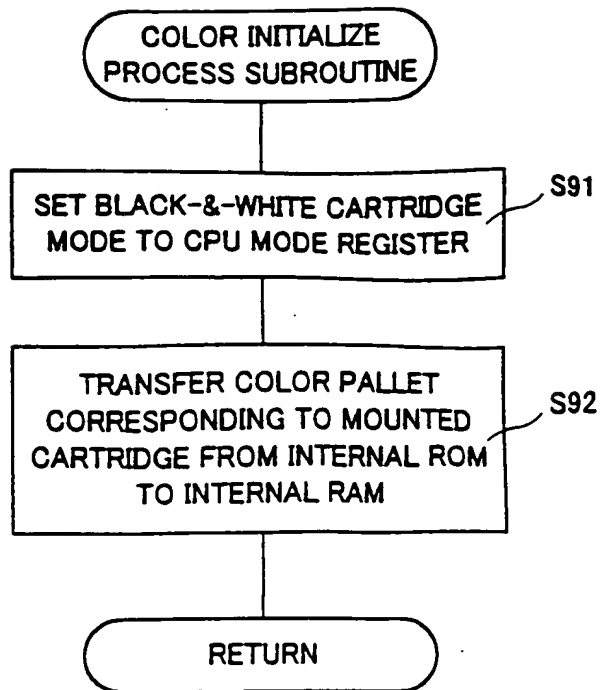 COLOR INITIALIZE
PROCESS SUBROUTINE
SET BLACK-&-WHITE CARTRIDGE
MODE TO CPU MODE REGISTER
S91
TRANSFER COLOR PALLET
CORRESPONDING TO MOUNTED
CARTRIDGE FROM INTERNAL ROM
TO INTERNAL RAM
S92
RETURN